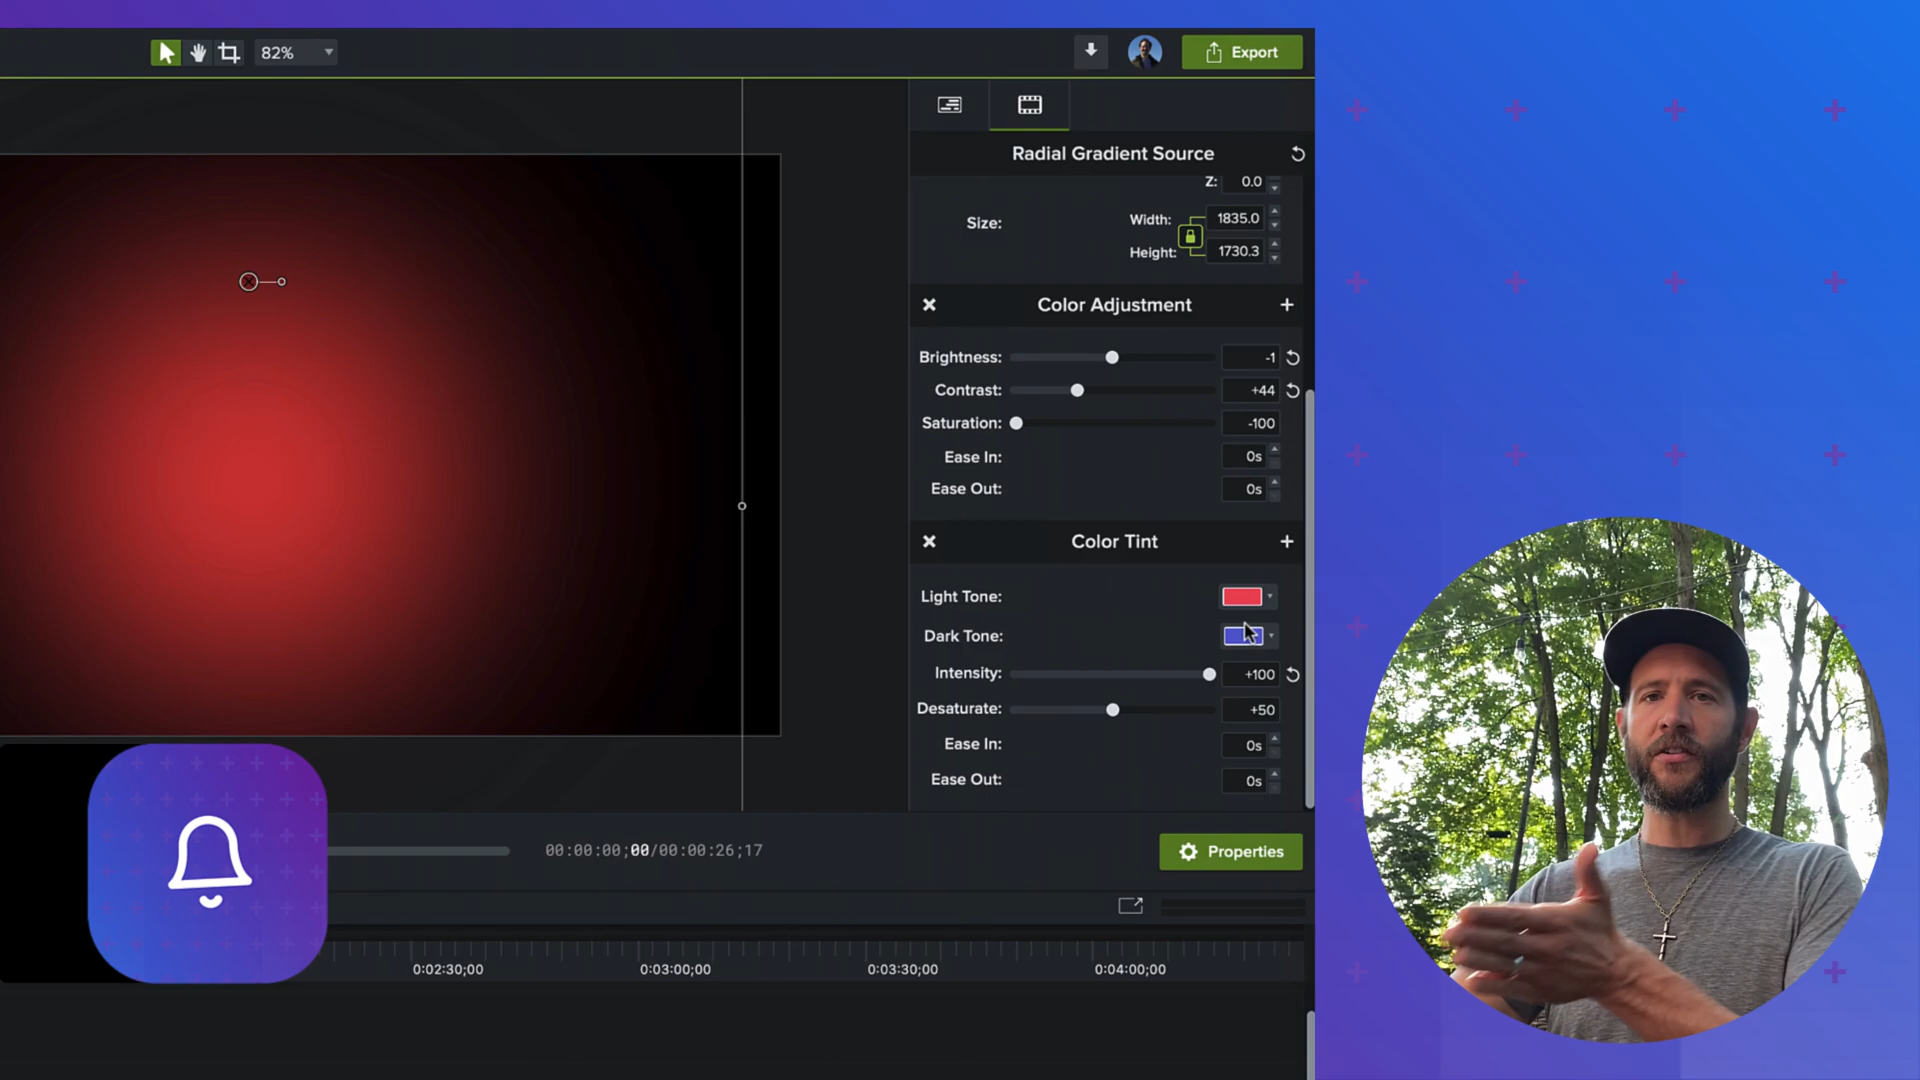 82%
Export
Radial Gradient Source
Z: 0.0
Size:
Width: 1835.0
Height: 1730.3
Color Adjustment
Brightness: -1
Contrast: +44
Saturation: -100
Ease In: 0s
Ease Out: 0s
Color Tint
Light Tone:
Dark Tone:
Intensity: +100
Desaturate: +50
Ease In: 0s
Ease Out: 0s
00:00:00;00/00:00:26;17
Properties
0:02:30;00
0:03:00;00
0:03:30;00
0:04:00;00